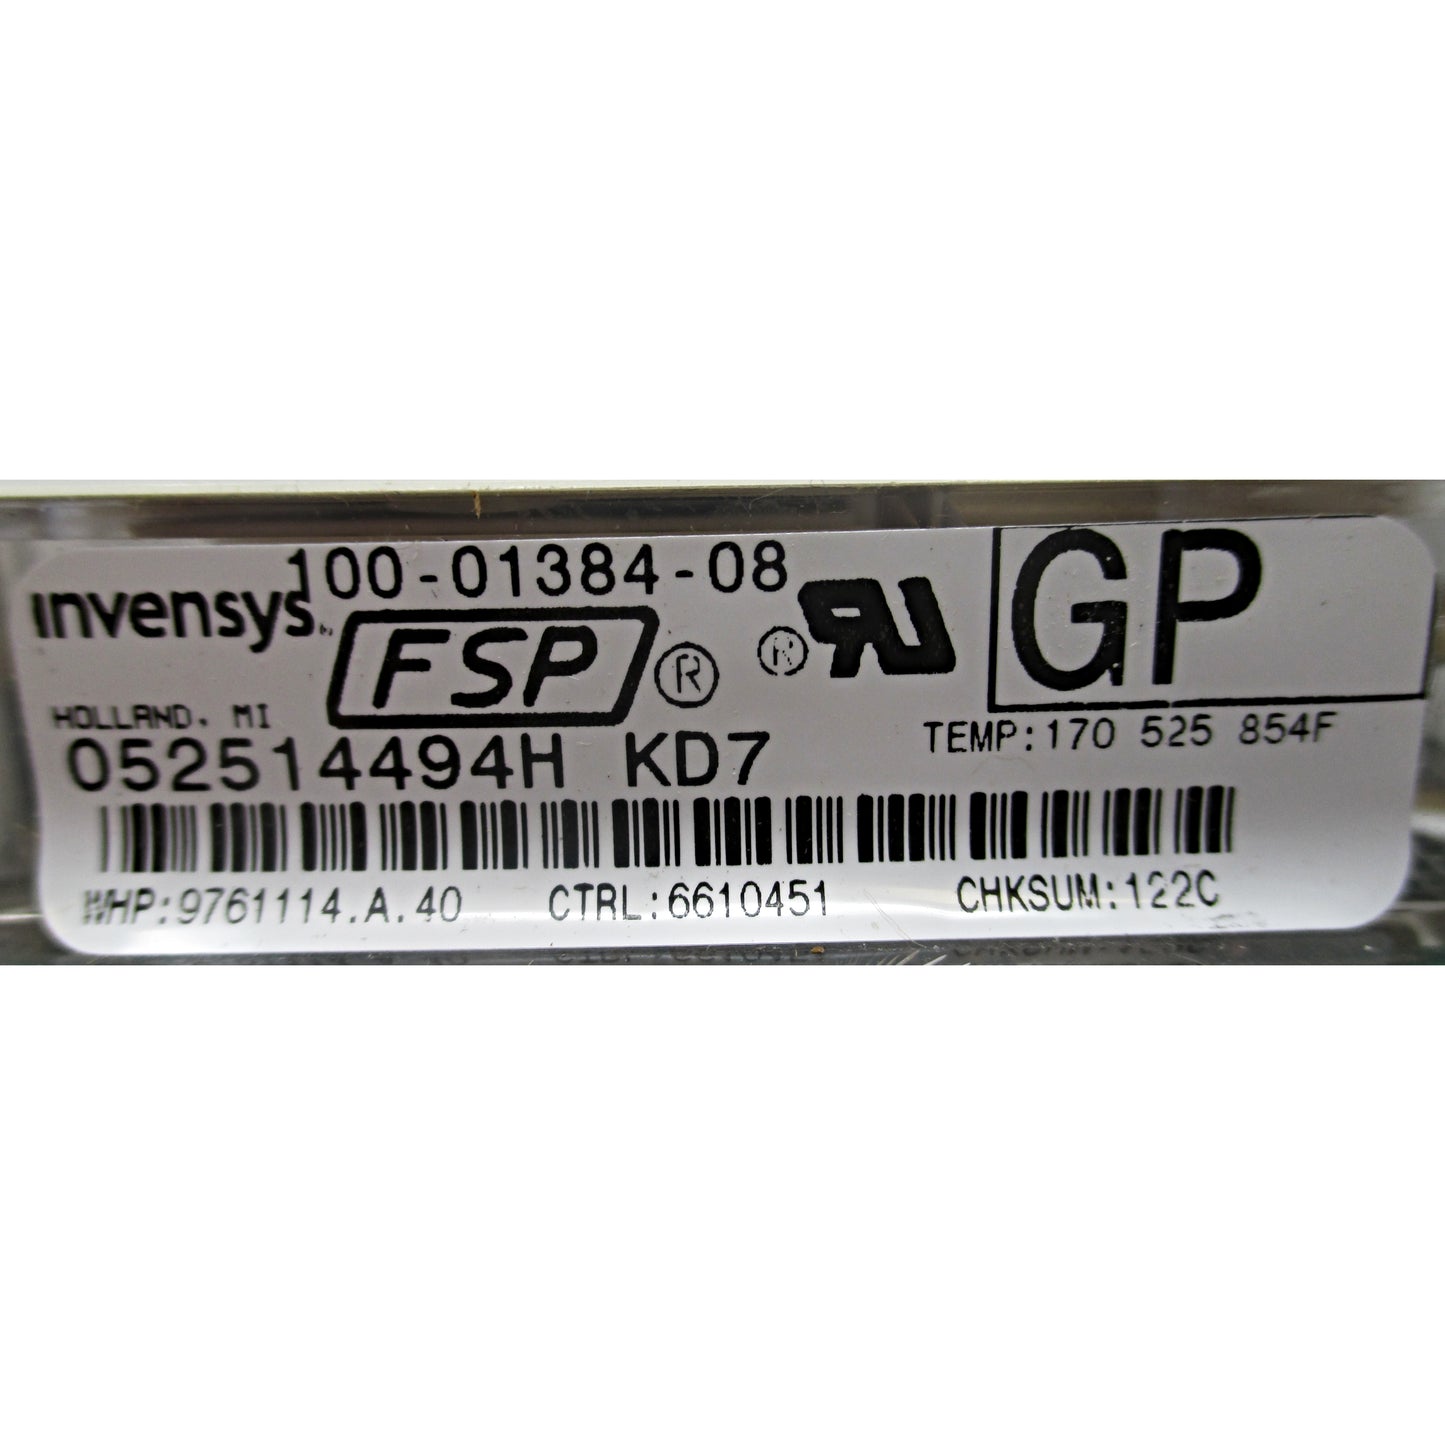 100-01384-08
invensys
FSP®
® RU
GP
HOLLAND, MI
TEMP:170 525 854F
052514494H KD7
WHP:9761114.A.40 CTRL:6610451 CHKSUM:122C